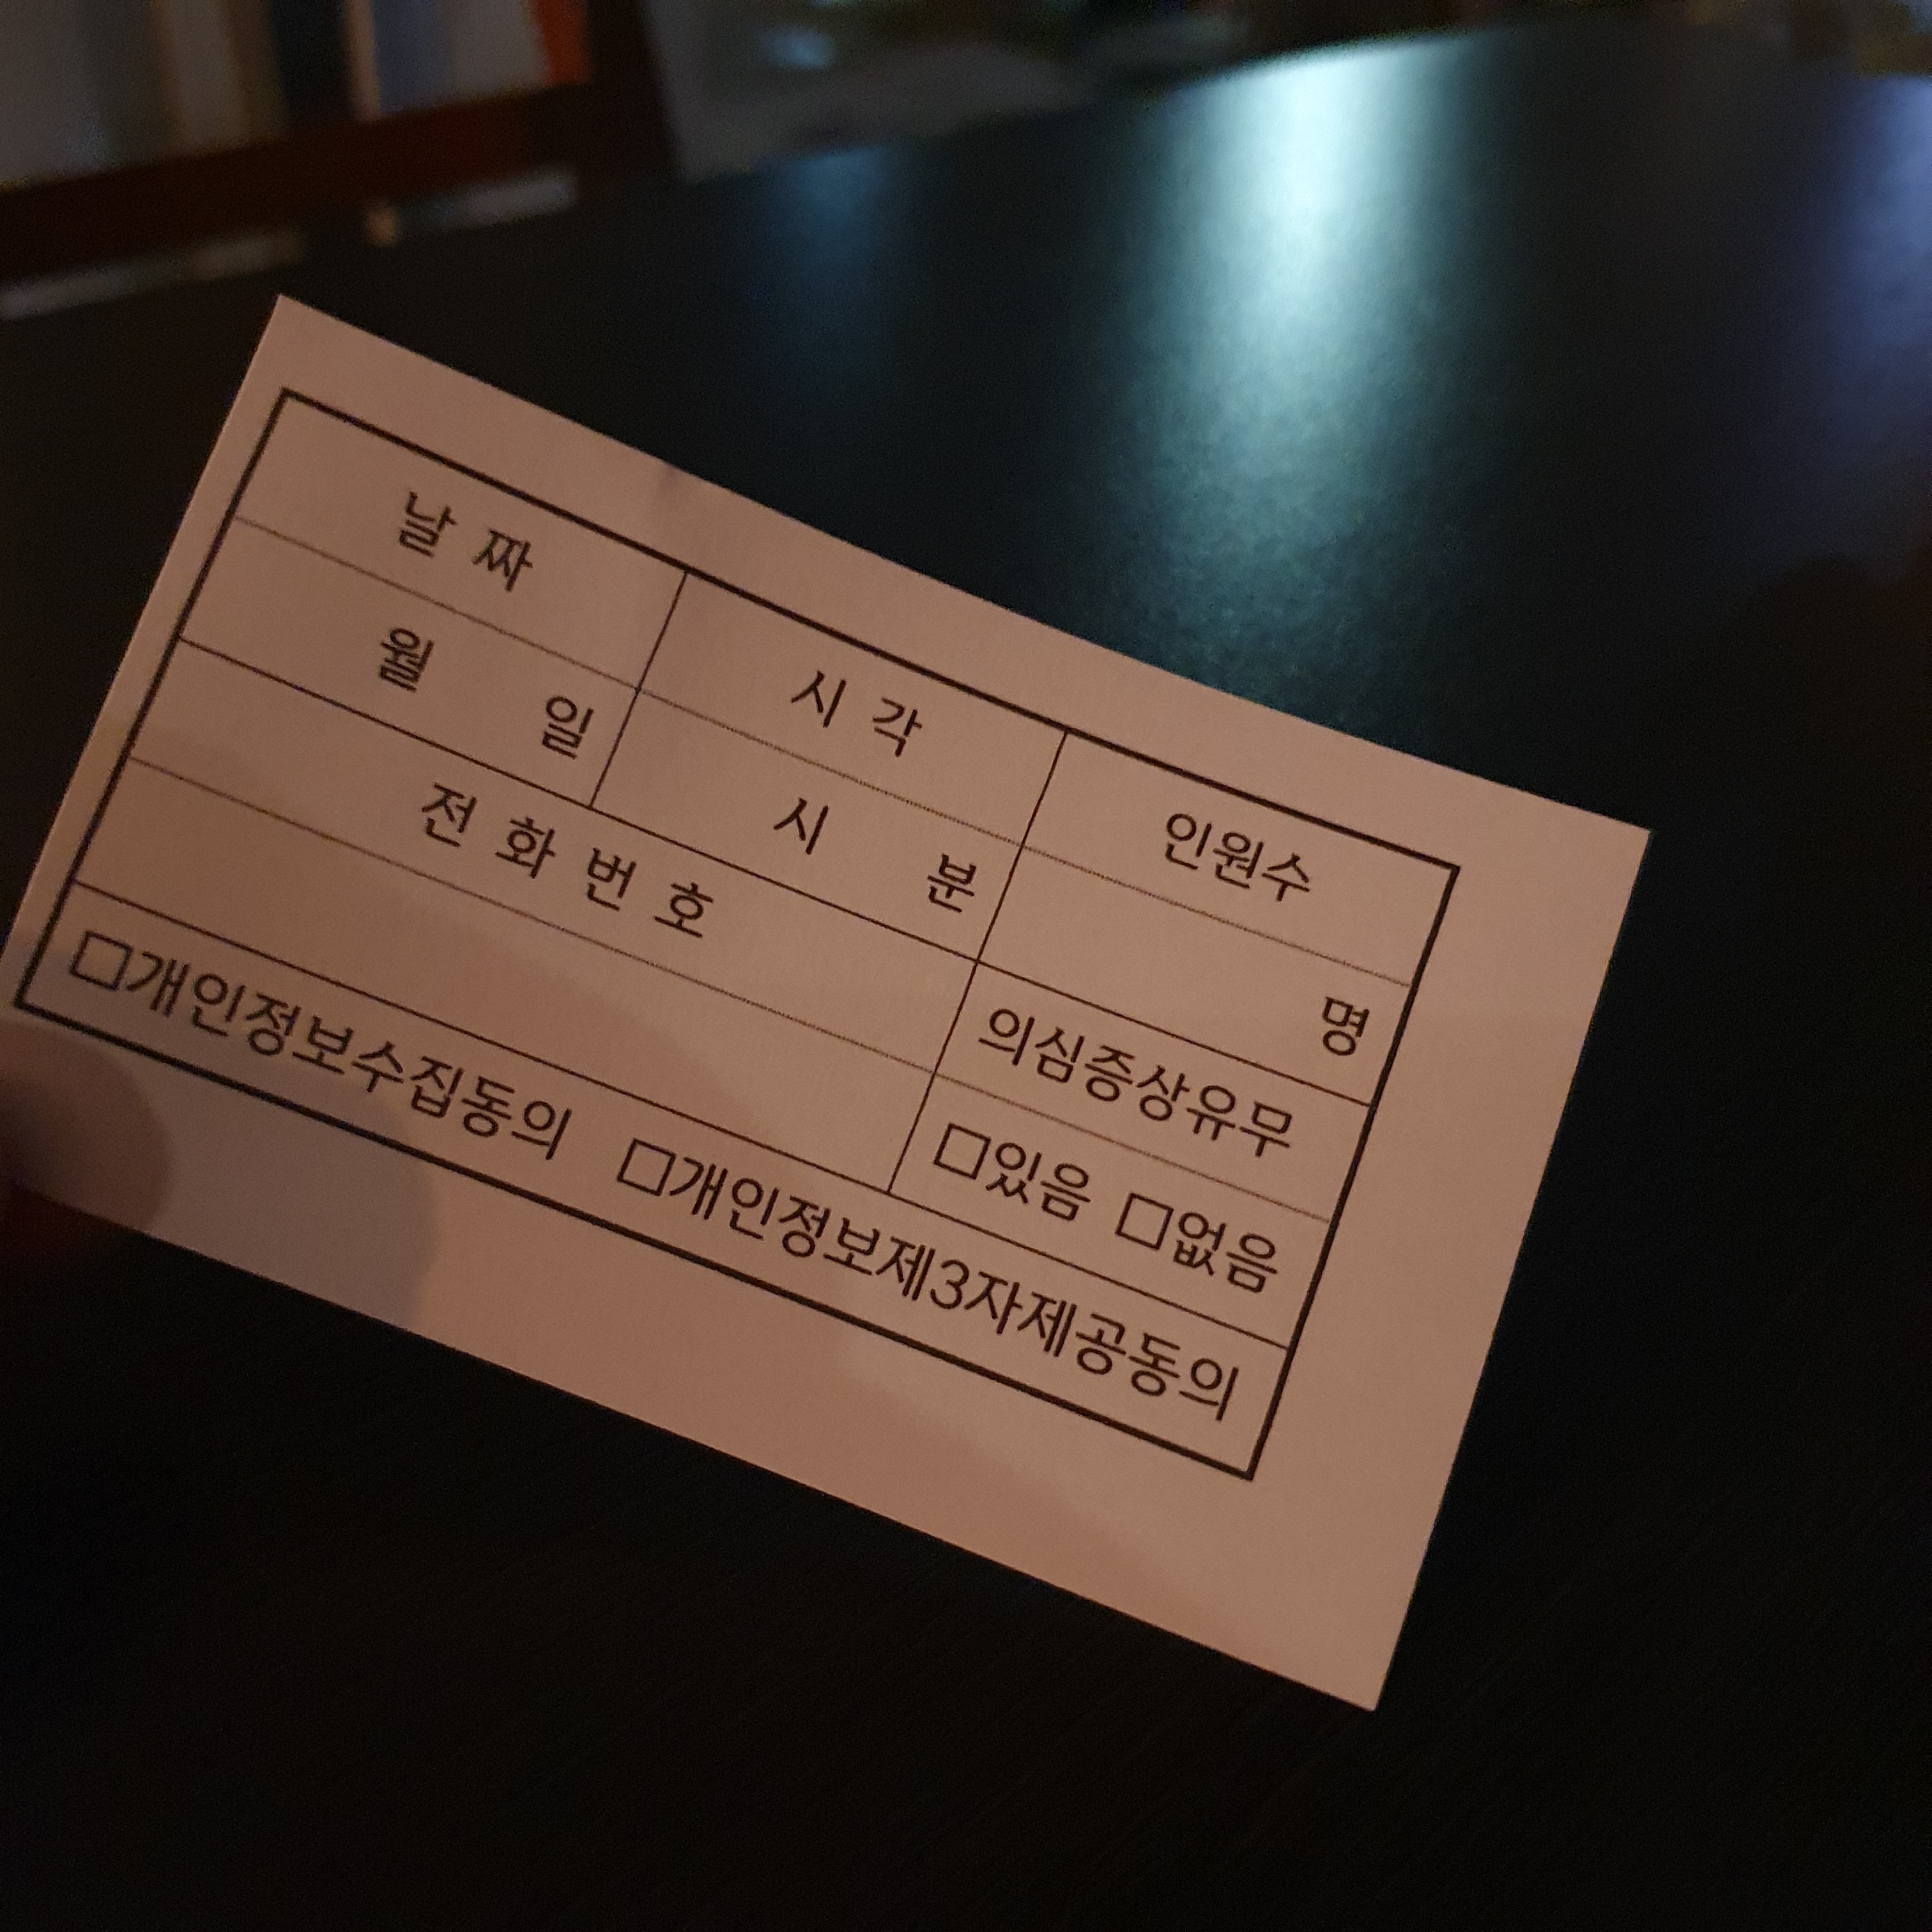 날 짜 시 각 인원수
월 일 시 분 명
전 화 번 호 의심증상유무
□있음 □없음
□개인정보수집동의 □개인정보제3자제공동의